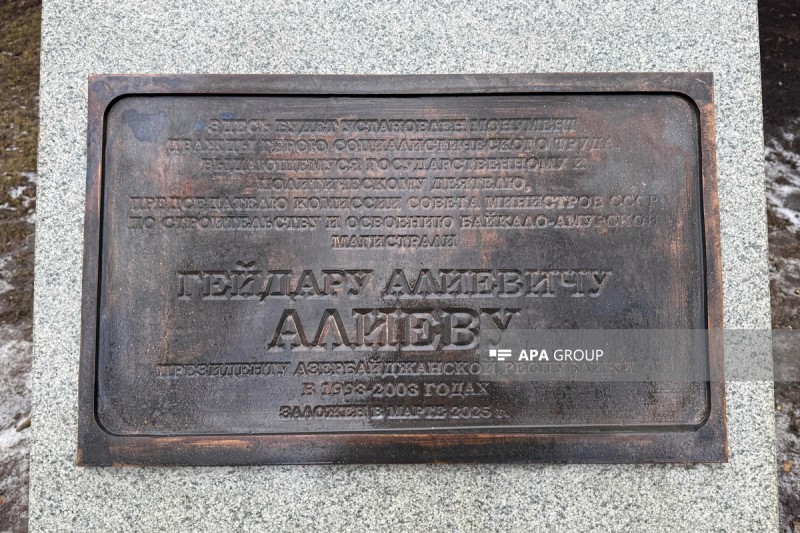 ЗДЕСЬ БУДЕТ УСТАНОВЛЕН МОНУМЕНТ
ДВАЖДЫ ГЕРОЮ СОЦИАЛИСТИЧЕСКОГО ТРУДА,
ВЫДАЮЩЕМУСЯ ГОСУДАРСТВЕННОМУ И
ПОЛИТИЧЕСКОМУ ДЕЯТЕЛЮ,
ПРЕДСЕДАТЕЛЮ КОМИССИИ СОВЕТА МИНИСТРОВ СССР
ПО СТРОИТЕЛЬСТВУ И ОСВОЕНИЮ БАЙКАЛО-АМУРСКОЙ
МАГИСТРАЛИ
ГЕЙДАРУ АЛИЕВИЧУ
АЛИЕВУ
ПРЕЗИДЕНТУ АЗЕРБАЙДЖАНСКОЙ РЕСПУБЛИКИ
В 1993-2003 ГОДАХ
ЗАЛОЖЕН В МАРТЕ 2025 г.
APA GROUP